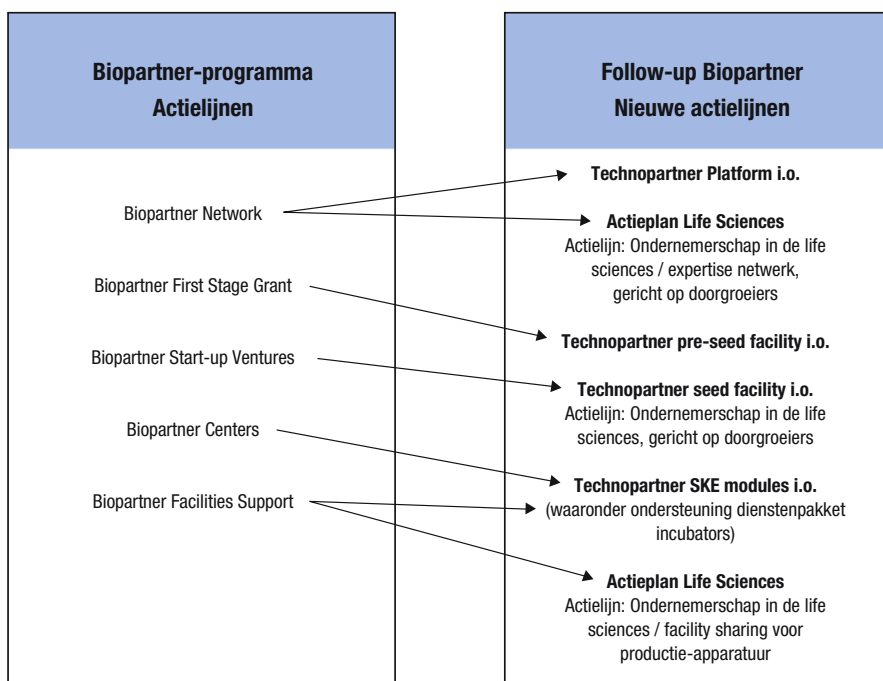 Biopartner-programma
Actielijnen
Biopartner Network
Biopartner First Stage Grant
Biopartner Start-up Ventures
Biopartner Centers
Biopartner Facilities Support
Follow-up Biopartner
Nieuwe actielijnen
Technopartner Platform i.o.
Actieplan Life Sciences
Actielijn: Ondernemerschap in de life
sciences / expertise netwerk,
gericht op doorgroeiers
Technopartner pre-seed facility i.o.
Technopartner seed facility i.o.
Actielijn: Ondernemerschap in de life
sciences, gericht op doorgroeiers
Technopartner SKE modules i.o.
(waaronder ondersteuning dienstenpakket
incubators)
Actieplan Life Sciences
Actielijn: Ondernemerschap in de life
sciences / facility sharing voor
productie-apparatuur